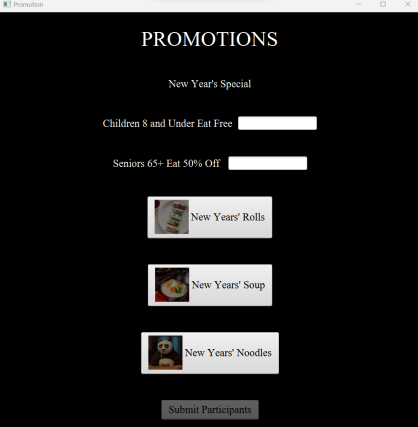 Promotion
PROMOTIONS
New Year's Special
Children 8 and Under Eat Free
Seniors 65+ Eat 50% Off
New Years' Rolls
New Years' Soup
New Years' Noodles
Submit Participants